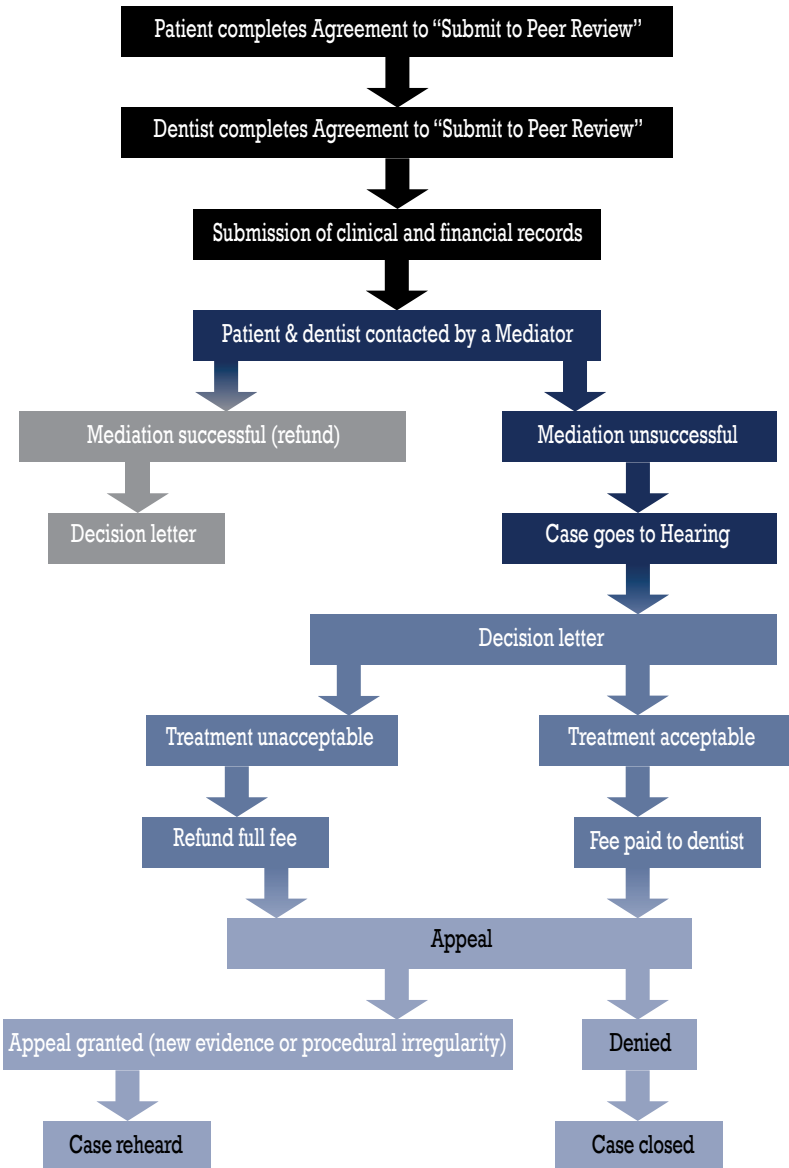 Patient completes Agreement to “Submit to Peer Review”
Dentist completes Agreement to “Submit to Peer Review”
Submission of clinical and financial records
Patient & dentist contacted by a Mediator
Mediation successful (refund)
Mediation unsuccessful
Decision letter
Case goes to Hearing
Decision letter
Treatment unacceptable
Treatment acceptable
Refund full fee
Fee paid to dentist
Appeal
Appeal granted (new evidence or procedural irregularity)
Denied
Case reheard
Case closed